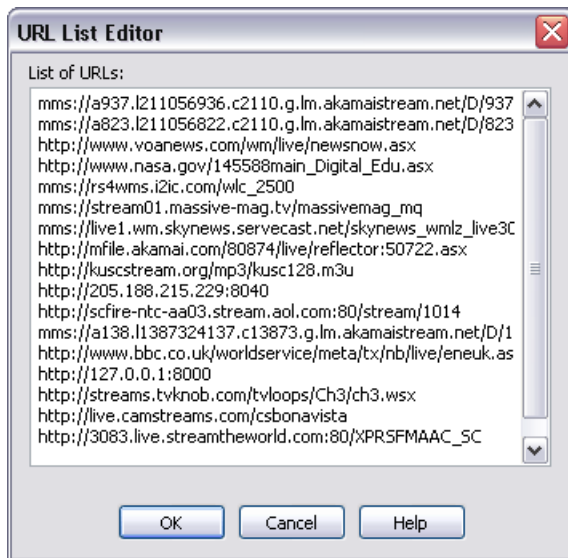 URL List Editor
List of URLs:
mms://a937.l211056936.c2110.g.lm.akamaistream.net/D/937
mms://a823.l211056822.c2110.g.lm.akamaistream.net/D/823
http://www.voanews.com/wm/live/newsnow.asx
http://www.nasa.gov/145588main_Digital_Edu.asx
mms://rs4wms.i2ic.com/wlc_2500
mms://stream01.massive-mag.tv/massivemag_mq
mms://live1.wm.skynews.servecast.net/skynews_wmlz_live30
http://mfile.akamai.com/80874/live/reflector:50722.asx
http://kuscstream.org/mp3/kusc128.m3u
http://205.188.215.229:8040
http://scfire-ntc-aa03.stream.aol.com:80/stream/1014
mms://a138.l1387324137.c13873.g.lm.akamaistream.net/D/1
http://www.bbc.co.uk/worldservice/meta/tx/nb/live/eneuk.as
http://127.0.0.1:8000
http://streams.tvknob.com/tvloops/Ch3/ch3.wsx
http://live.camstreams.com/csbonavista
http://3083.live.streamtheworld.com:80/XPRSFMAAC_SC
OK Cancel Help